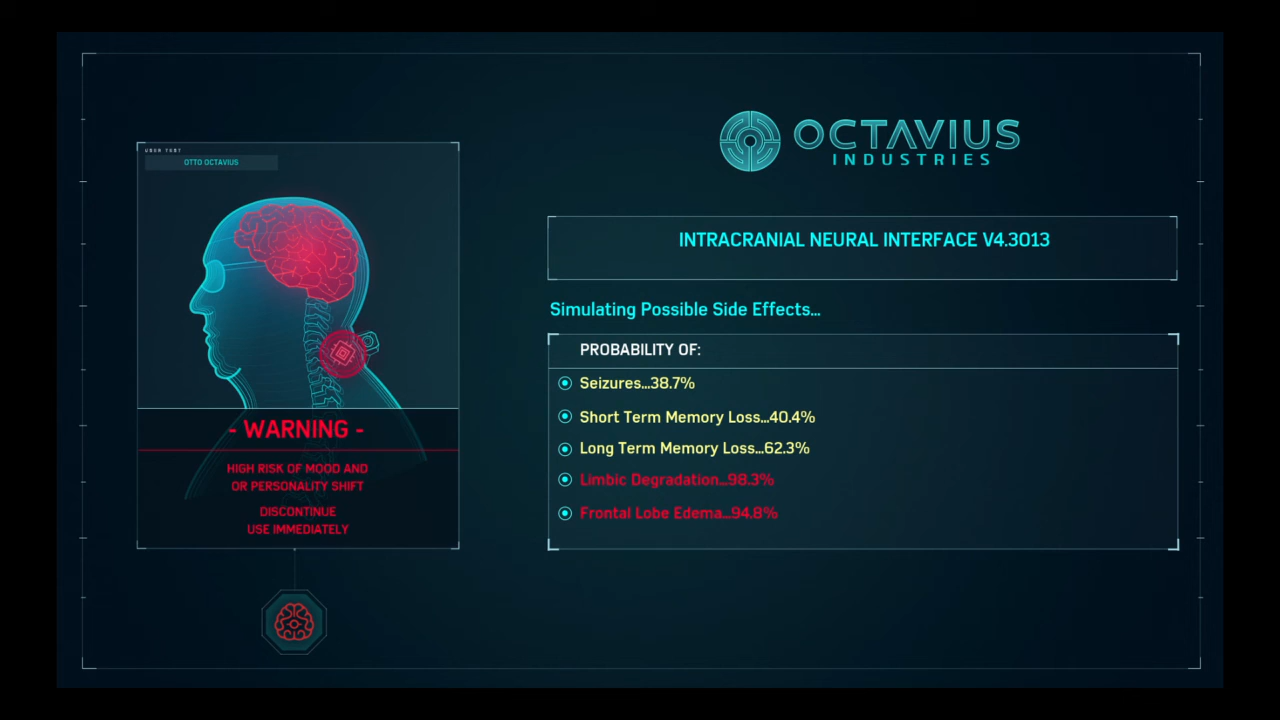 USER TEST
OTTO OCTAVIUS
- WARNING -
HIGH RISK OF MOOD AND
OR PERSONALITY SHIFT
DISCONTINUE
USE IMMEDIATELY
OCTAVIUS
INDUSTRIES
INTRACRANIAL NEURAL INTERFACE V4.3013
Simulating Possible Side Effects...
PROBABILITY OF:
Seizures...38.7%
Short Term Memory Loss...40.4%
Long Term Memory Loss...62.3%
Limbic Degradation...98.3%
Frontal Lobe Edema...94.8%